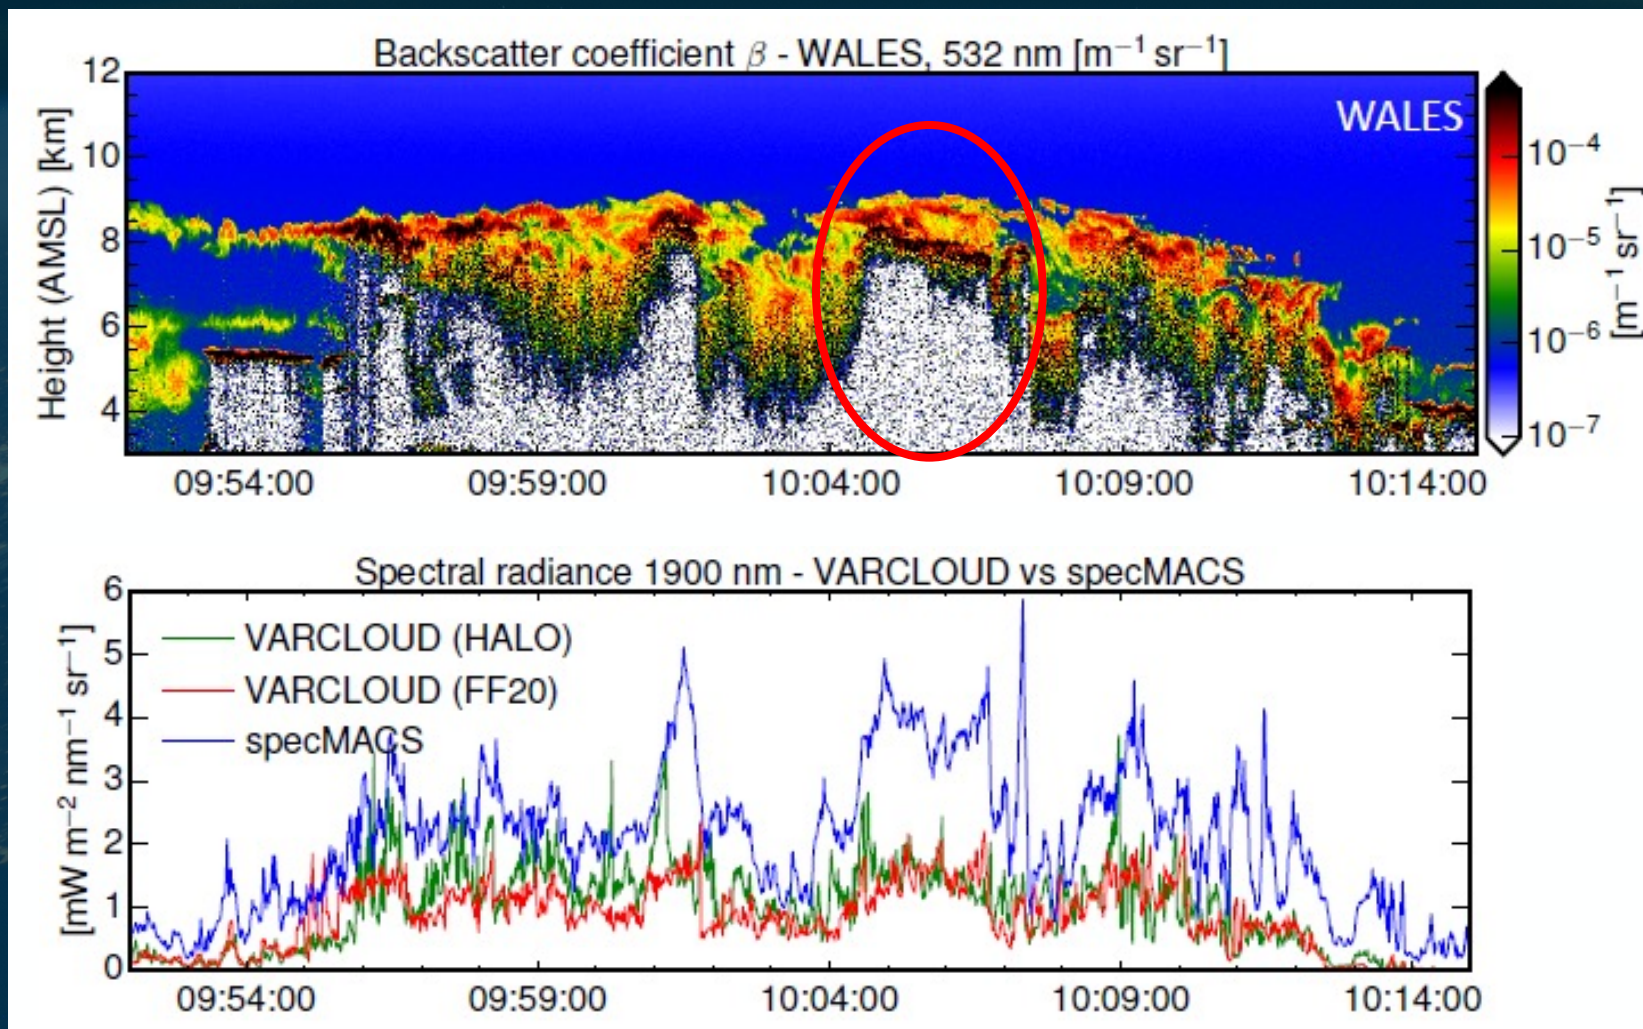 Backscatter coefficient β - WALES, 532 nm [m⁻¹ sr⁻¹]
WALES
Height (AMSL) [km]
12
10
8
6
4
10⁻⁴
10⁻⁵
10⁻⁶
10⁻⁷
[m⁻¹ sr⁻¹]
09:54:00 09:59:00 10:04:00 10:09:00 10:14:00
Spectral radiance 1900 nm - VARCLOUD vs specMACS
[mW m⁻² nm⁻¹ sr⁻¹]
6
5
4
3
2
1
0
VARCLOUD (HALO)
VARCLOUD (FF20)
specMACS
09:54:00 09:59:00 10:04:00 10:09:00 10:14:00